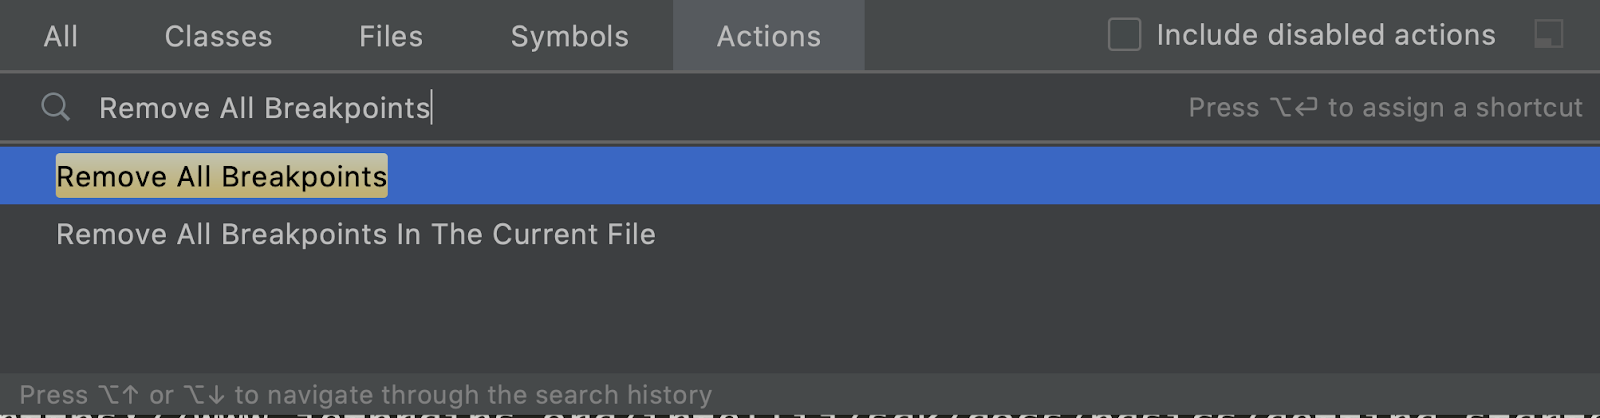 All Classes Files Symbols Actions Include disabled actions
Remove All Breakpoints Press ⌥⏎ to assign a shortcut
Remove All Breakpoints
Remove All Breakpoints In The Current File
Press ⌥↑ or ⌥↓ to navigate through the search history